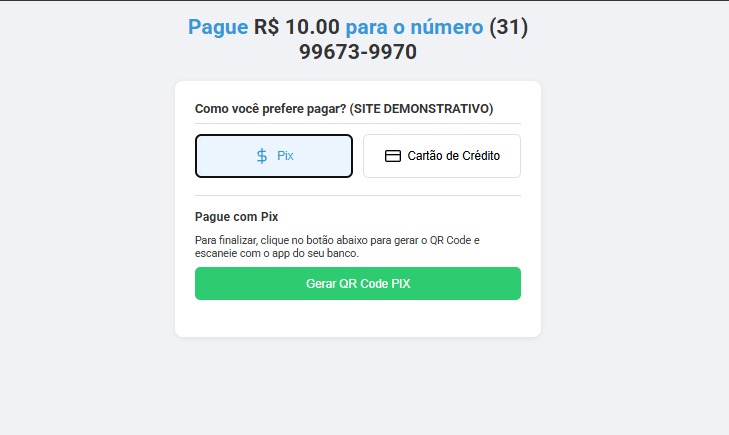 Pague R$ 10.00 para o número (31)
99673-9970
Como você prefere pagar? (SITE DEMONSTRATIVO)
Pix
Cartão de Crédito
Pague com Pix
Para finalizar, clique no botão abaixo para gerar o QR Code e
escaneie com o app do seu banco.
Gerar QR Code PIX